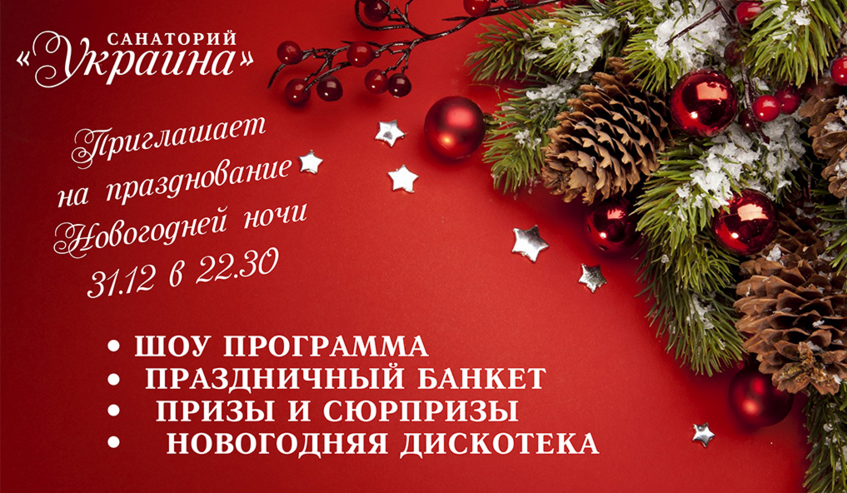 САНАТОРИЙ
«Украина»
Приглашает
на празднование
Новогодней ночи
31.12 в 22.30
• ШОУ ПРОГРАММА
• ПРАЗДНИЧНЫЙ БАНКЕТ
• ПРИЗЫ И СЮРПРИЗЫ
• НОВОГОДНЯЯ ДИСКОТЕКА